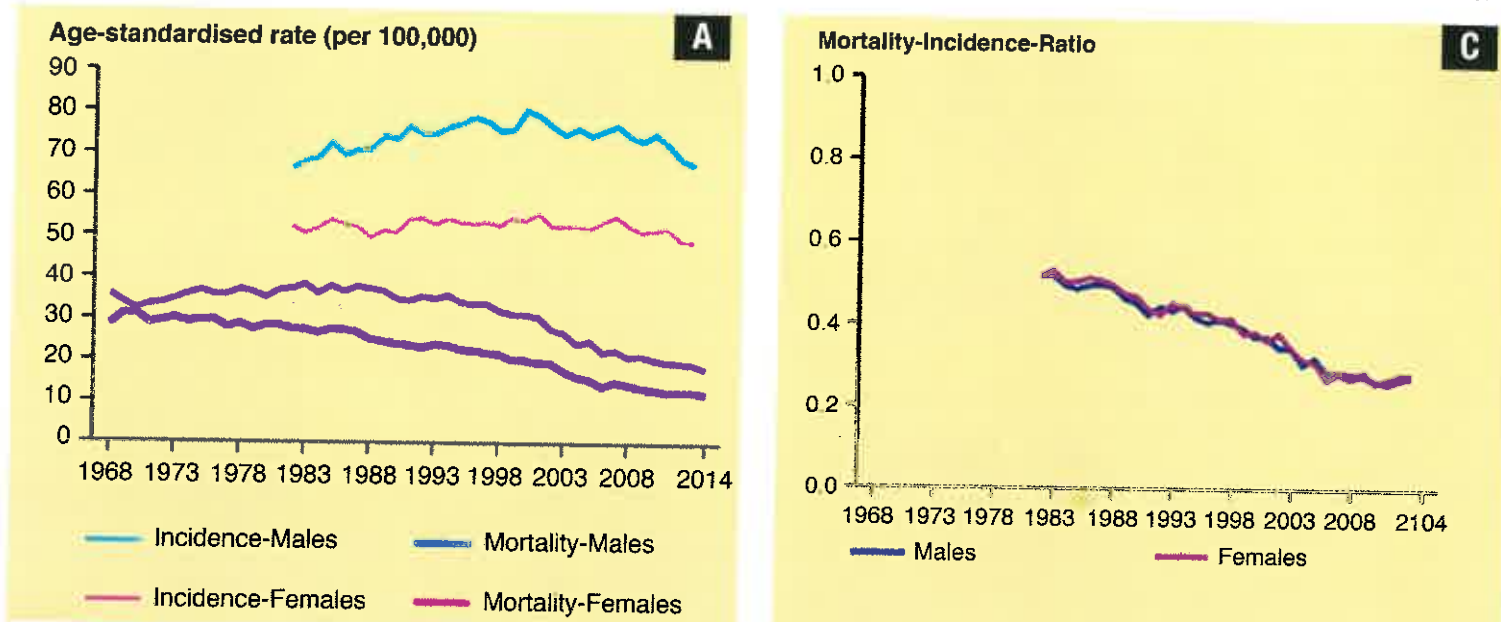 Age-standardised rate (per 100,000)
A
90
80
70
60
50
40
30
20
10
0
1968 1973 1978 1983 1988 1993 1998 2003 2008 2014
Incidence-Males
Mortality-Males
Incidence-Females
Mortality-Females
Mortality-Incidence-Ratio
C
1.0
0.8
0.6
0.4
0.2
0.0
1968 1973 1978 1983 1988 1993 1998 2003 2008 2104
Males
Females